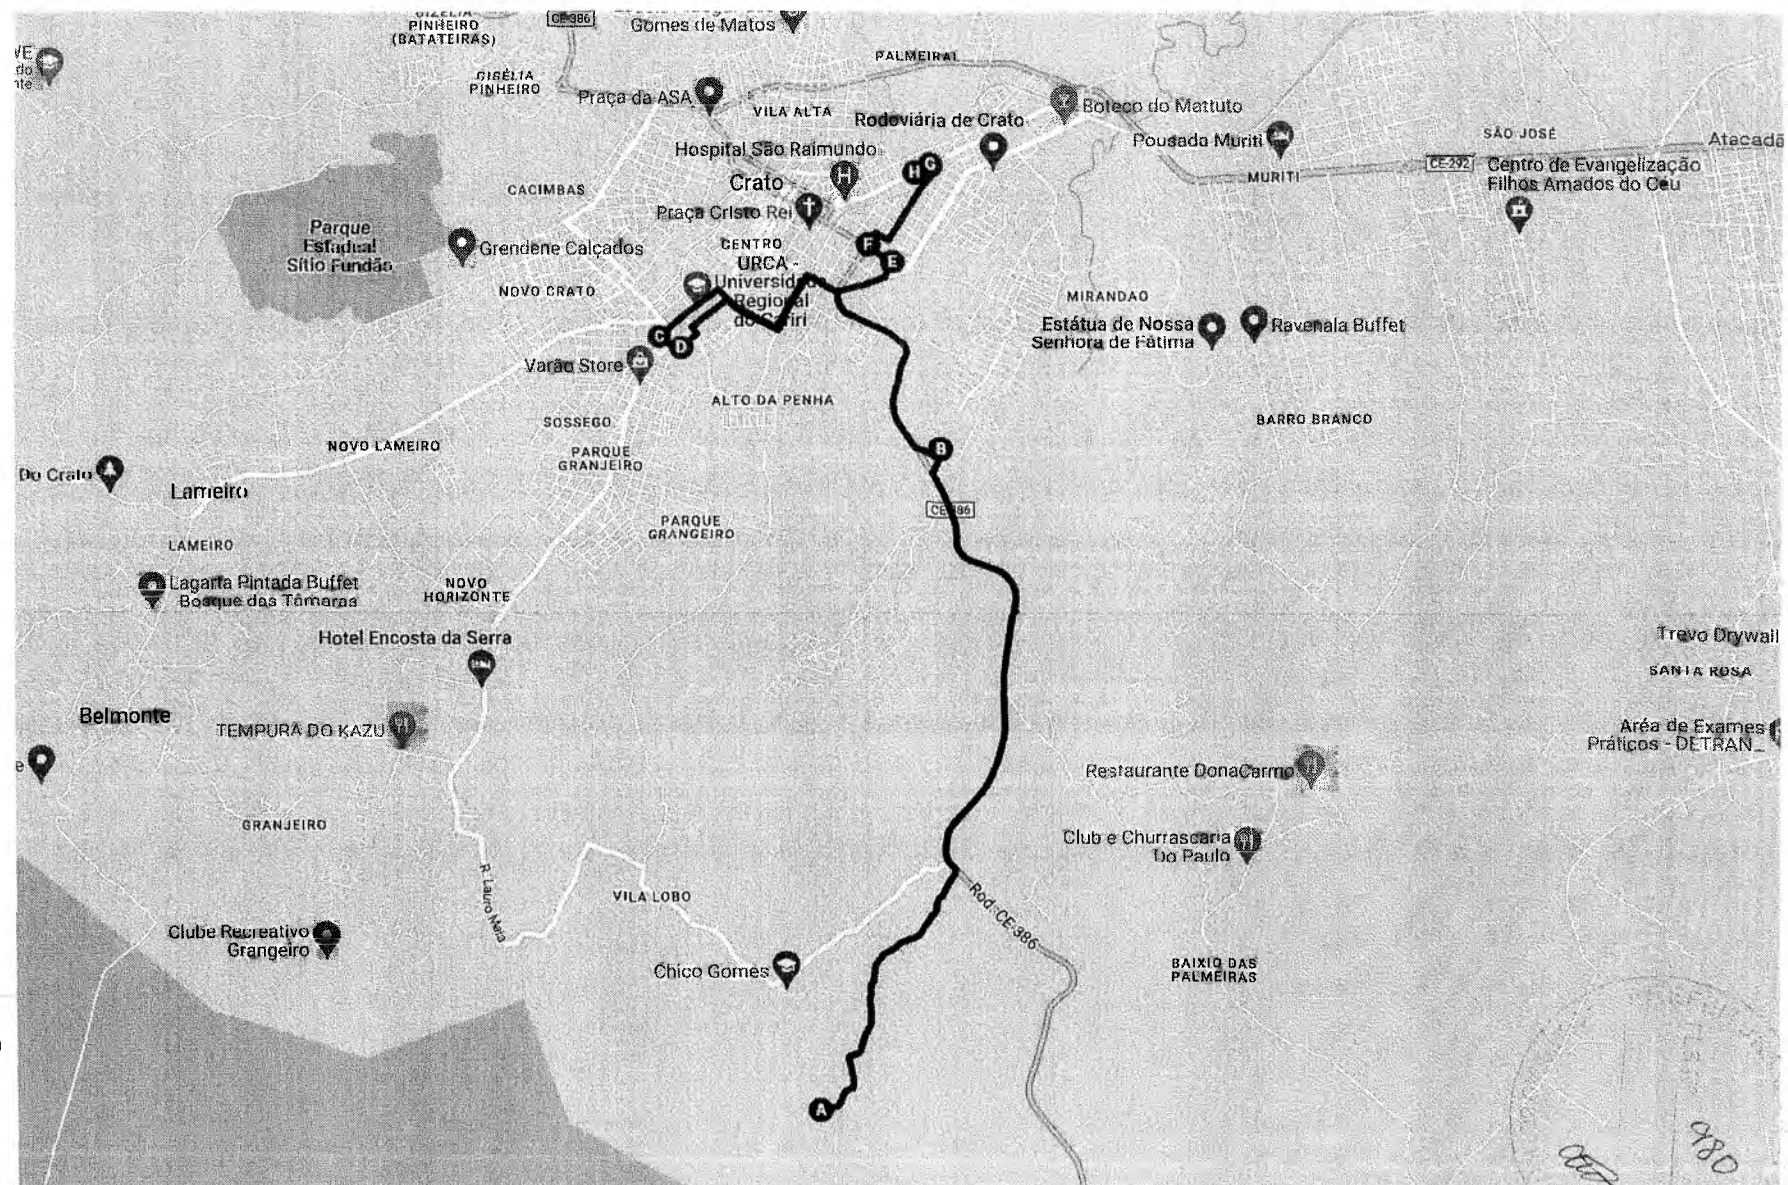 GIZÉLIA
PINHEIRO
(BATATEIRAS)
CE-386
Gomes de Matos
PALMEIRAL
GISÉLIA
PINHEIRO
Praça da ASA
VILA ALTA
Rodoviária de Crato
Boteco do Mattuto
Pousada Muriti
SÃO JOSÉ
Atacadã
CE-292
Centro de Evangelização
Filhos Amados do Céu
MURITI
Hospital São Raimundo
H
H
G
Crato
CACIMBAS
Praça Cristo Rei
Parque
Estadual
Sítio Fundão
Grendene Calçados
CENTRO
F
E
URCA -
Universidade
Regional
do Cariri
NOVO CRATO
MIRANDAO
Estátua de Nossa
Senhora de Fátima
Ravenala Buffet
C
D
Varão Store
ALTO DA PENHA
SOSSEGO
BARRO BRANCO
NOVO LAMEIRO
PARQUE
GRANJEIRO
B
Do Crato
Lameiro
CE-386
PARQUE
GRANGEIRO
LAMEIRO
Lagarta Pintada Buffet
Bosque das Tâmaras
NOVO
HORIZONTE
Hotel Encosta da Serra
Trevo Drywall
SANTA ROSA
Belmonte
TEMPURA DO KAZU
Aréa de Exames
Práticos - DETRAN
e
Restaurante DonaCarmo
GRANJEIRO
Club e Churrascaria
Do Paulo
R. Lauro Maia
VILA LOBO
Rod. CE-386
Clube Recreativo
Grangeiro
Chico Gomes
BAIXIO DAS
PALMEIRAS
A
980